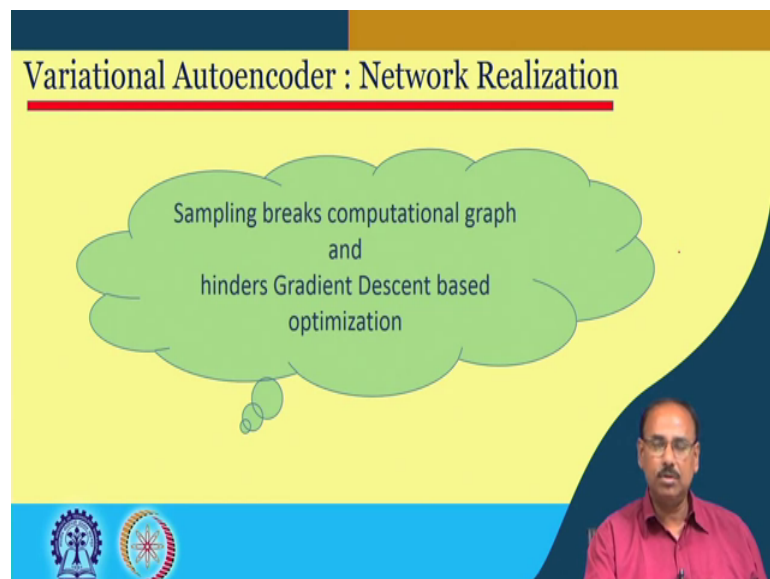 Variational Autoencoder : Network Realization
Sampling breaks computational graph
and
hinders Gradient Descent based
optimization